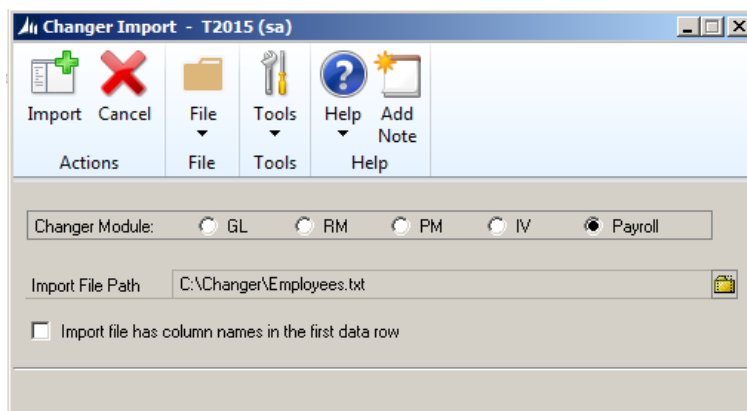 Changer Import - T2015 (sa)
Import Cancel File Tools Help Add Note
Actions File Tools Help
Changer Module: GL RM PM IV Payroll
Import File Path C:\Changer\Employees.txt
Import file has column names in the first data row